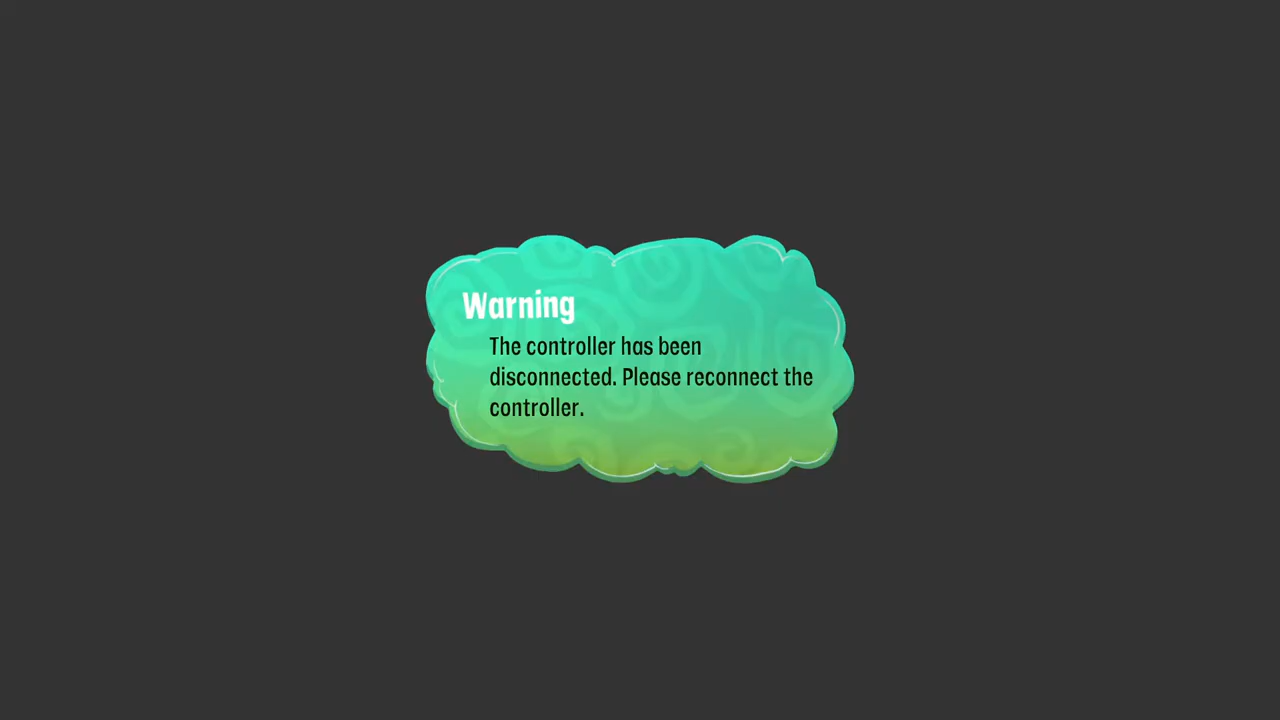 Warning
The controller has been
disconnected. Please reconnect the
controller.